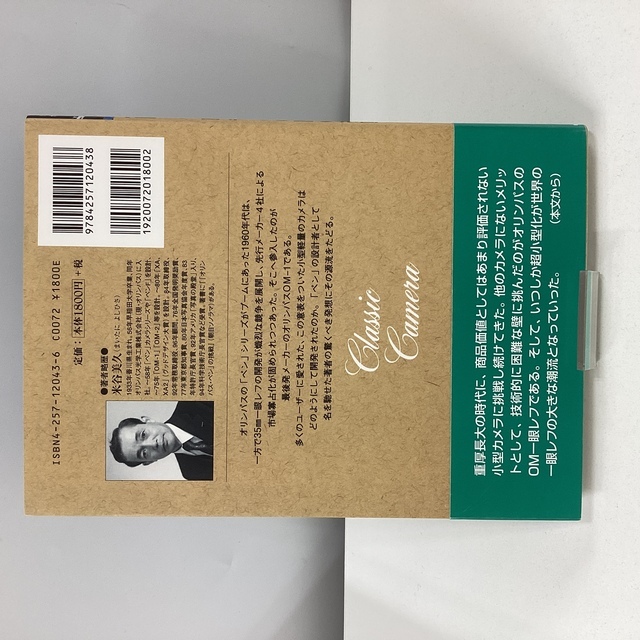 9784257120438
1920072018002
ISBN4-257-12043-6 C0072 ¥1800E
定価：本体1800円+税
●著者略歴●
米谷美久（まいたに よしひさ）
オリンパスの「ペン」シリーズがブームにあった1960年代は、
一方で35㎜一眼レフの開発が熾烈な競争を展開し、先行メーカー4社による
市場寡占化が固められつつあった。そこへ参入したのが
最後発メーカーのオリンパスOM-1である。
多くのユーザーに愛された、この意表をついた小型軽量のカメラは
どのようにして開発されたのか、「ペン」の設計者として
名を馳せた著者の驚くべき発想にその源流をたどる。
Classic
Camera
重厚長大の時代に、商品価値としてはあまり評価されない
小型カメラに挑戦し続けてきた。他のカメラにないメリッ
トとして、技術的に困難な壁に挑んだのがオリンパスの
OM一眼レフである。そして、いつしか超小型化が世界の
一眼レフの大きな潮流となっていった。
（本文から）